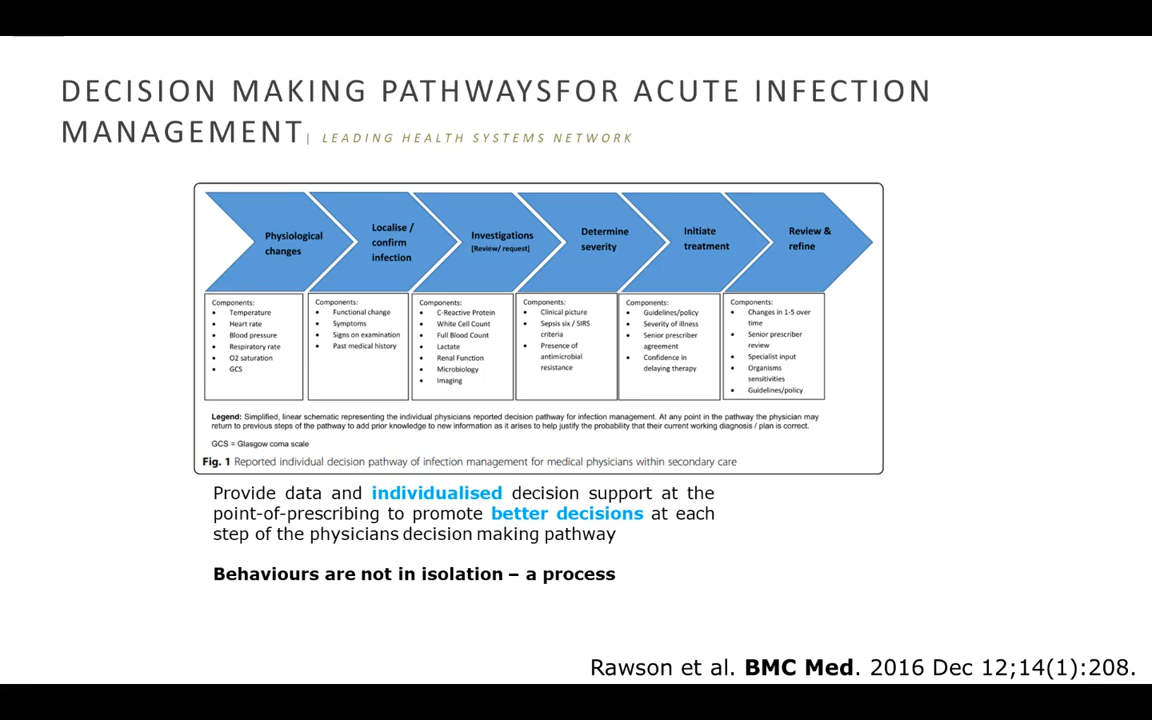 DECISION MAKING PATHWAYSFOR ACUTE INFECTION
MANAGEMENT| LEADING HEALTH SYSTEMS NETWORK
Physiological
changes
Localise /
confirm
infection
Investigations
[Review/ request]
Determine
severity
Initiate
treatment
Review &
refine
Components:
• Temperature
• Heart rate
• Blood pressure
• Respiratory rate
• O2 saturation
• GCS
Components:
• Functional change
• Symptoms
• Signs on examination
• Past medical history
Components:
• C-Reactive Protein
• White Cell Count
• Full Blood Count
• Lactate
• Renal Function
• Microbiology
• Imaging
Components:
• Clinical picture
• Sepsis six / SIRS
criteria
• Presence of
antimicrobial
resistance
Components:
• Guidelines/policy
• Severity of illness
• Senior prescriber
agreement
• Confidence in
delaying therapy
Components:
• Changes in 1-5 over
time
• Senior prescriber
review
• Specialist input
• Organisms
sensitivities
• Guidelines/policy
Legend: Simplified, linear schematic representing the individual physicians reported decision pathway for infection management. At any point in the pathway the physician may
return to previous steps of the pathway to add prior knowledge to new information as it arises to help justify the probability that their current working diagnosis / plan is correct.
GCS = Glasgow coma scale
Fig. 1 Reported individual decision pathway of infection management for medical physicians within secondary care
Provide data and individualised decision support at the
point-of-prescribing to promote better decisions at each
step of the physicians decision making pathway
Behaviours are not in isolation – a process
Rawson et al. BMC Med. 2016 Dec 12;14(1):208.